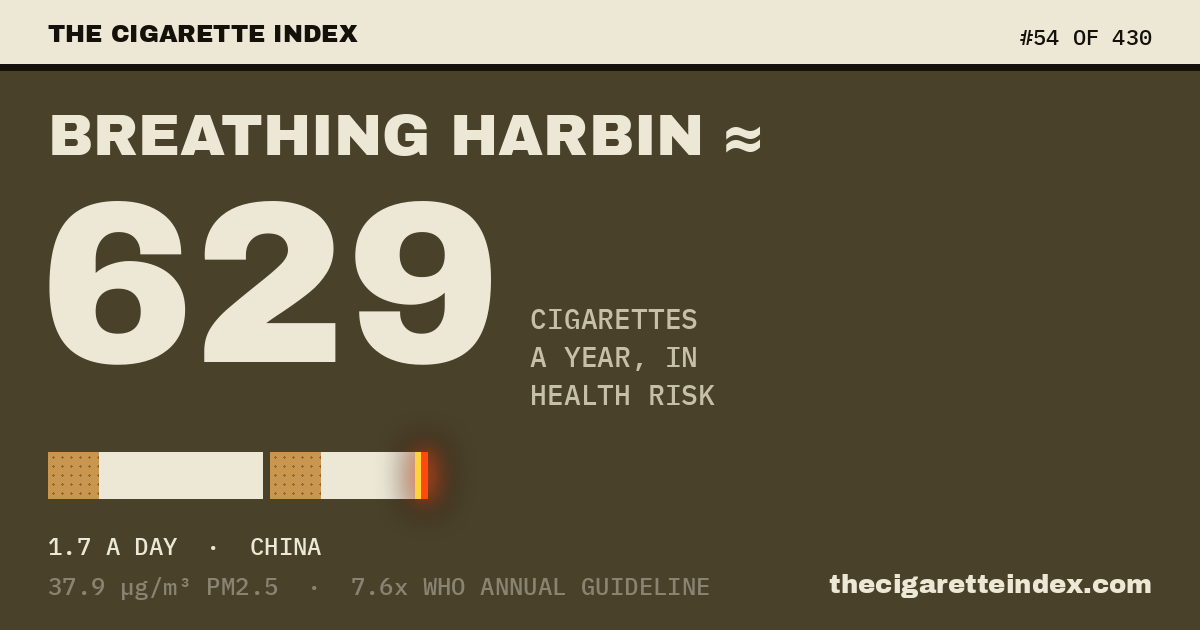 THE CIGARETTE INDEX
#54 OF 430
BREATHING HARBIN ≈
629
CIGARETTES
A YEAR, IN
HEALTH RISK
1.7 A DAY · CHINA
37.9 µg/m³ PM2.5 · 7.6x WHO ANNUAL GUIDELINE
thecigaretteindex.com